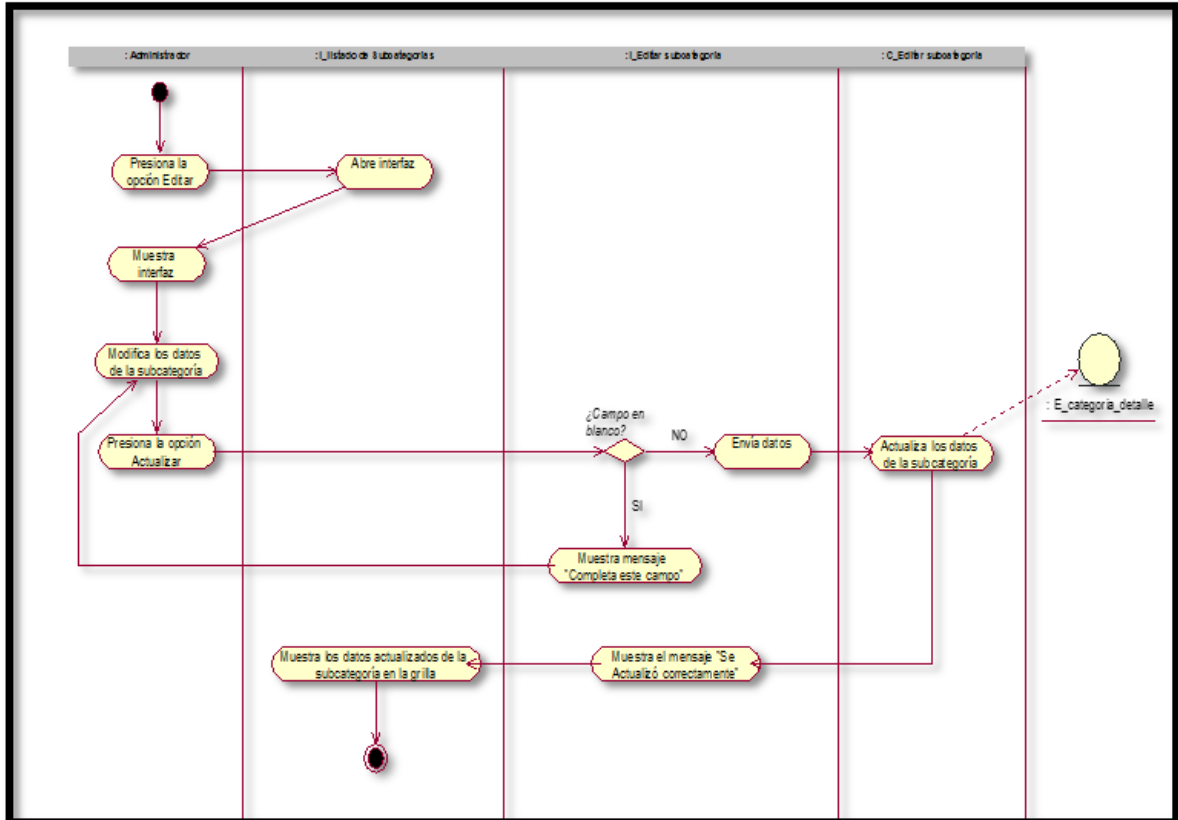 : Administrador
: I_listado de Subcategorias
: I_Editar subcategoria
: C_Editar subcategoria
Presiona la
opción Editar
Abre interfaz
Muestra
interfaz
Modifica los datos
de la subcategoría
Presiona la opción
Actualizar
¿Campo en
blanco?
NO
Envía datos
Actualiza los datos
de la subcategoría
: E_categoria_detalle
SI
Muestra mensaje
"Completa este campo"
Muestra los datos actualizados de la
subcategoría en la grilla
Muestra el mensaje "Se
Actualizó correctamente"